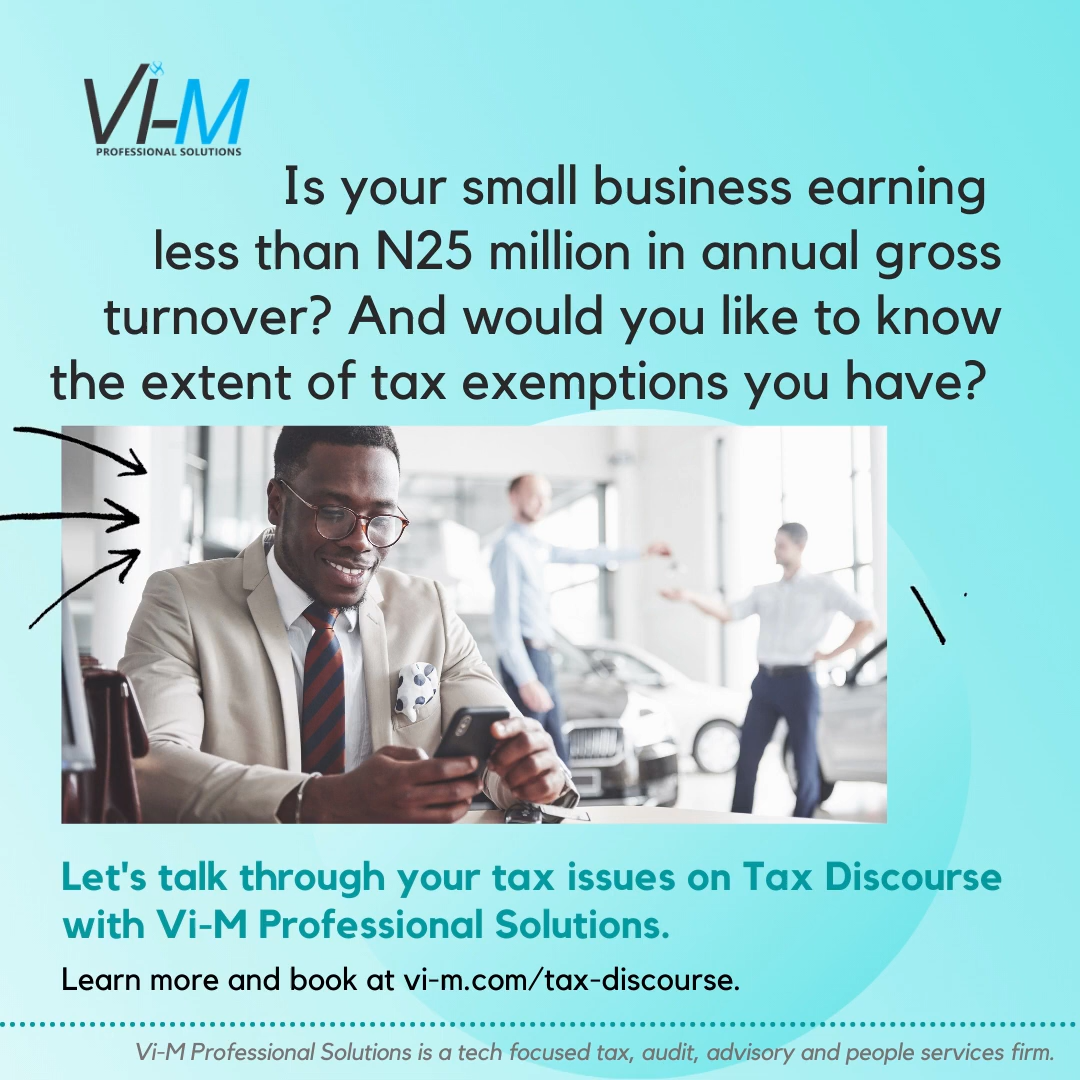 Vi-M
PROFESSIONAL SOLUTIONS
Is your small business earning
less than N25 million in annual gross
turnover? And would you like to know
the extent of tax exemptions you have?
Let's talk through your tax issues on Tax Discourse
with Vi-M Professional Solutions.
Learn more and book at vi-m.com/tax-discourse.
Vi-M Professional Solutions is a tech focused tax, audit, advisory and people services firm.